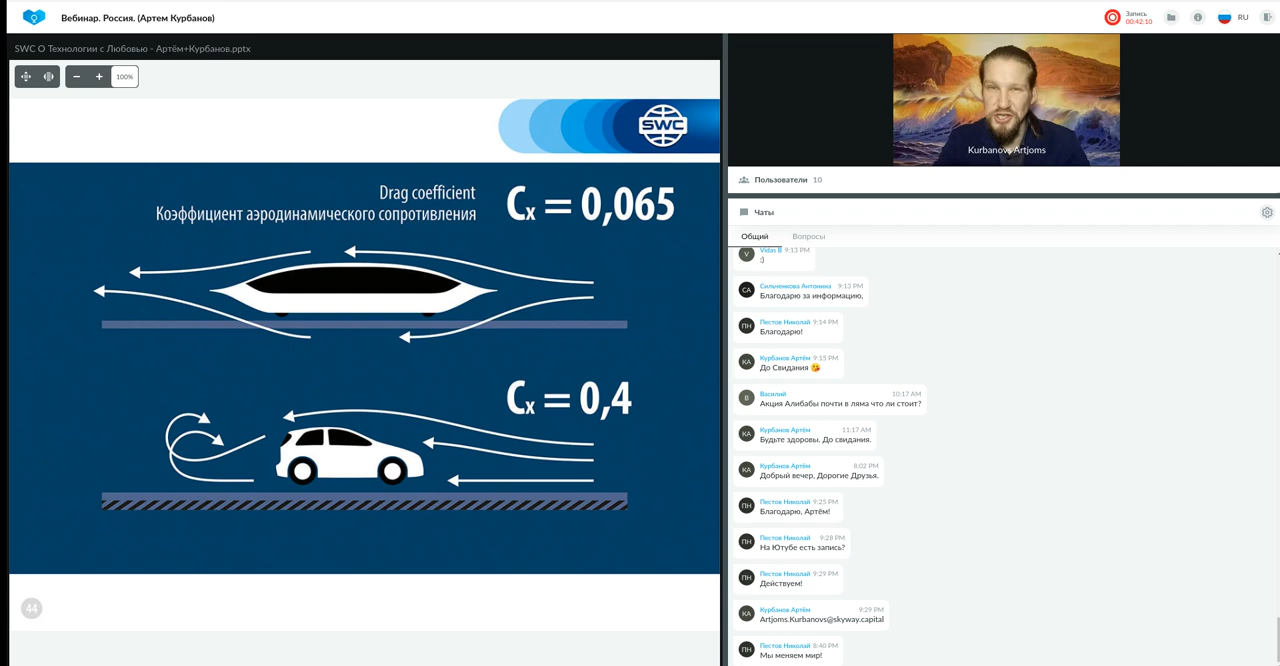 Вебинар. Россия. (Артем Курбанов)
Запись
00:42:10
RU
SWC О Технологии с Любовью - Артём+Курбанов.pptx
100%
SWC
Drag coefficient
Коэффициент аэродинамического сопротивления
Cx = 0,065
Cx = 0,4
44
Kurbanovs Artjoms
Пользователи 10
Чаты
Общий Вопросы
V
Vidas B 9:13 PM
:)
СА
Сильченкова Антонина 9:13 PM
Благодарю за информацию,
ПН
Пестов Николай 9:14 PM
Благодарю!
КА
Курбанов Артём 9:15 PM
До Свидания 😘
В
Василий 10:17 AM
Акция Алибабы почти в ляма что ли стоит?
КА
Курбанов Артём 11:17 AM
Будьте здоровы. До свидания.
КА
Курбанов Артём 8:02 PM
Добрый вечер, Дорогие Друзья.
ПН
Пестов Николай 9:25 PM
Благодарю, Артём!
ПН
Пестов Николай 9:28 PM
На Ютубе есть запись?
ПН
Пестов Николай 9:29 PM
Действуем!
КА
Курбанов Артём 9:29 PM
Artjoms.Kurbanovs@skyway.capital
ПН
Пестов Николай 8:40 PM
Мы меняем мир!